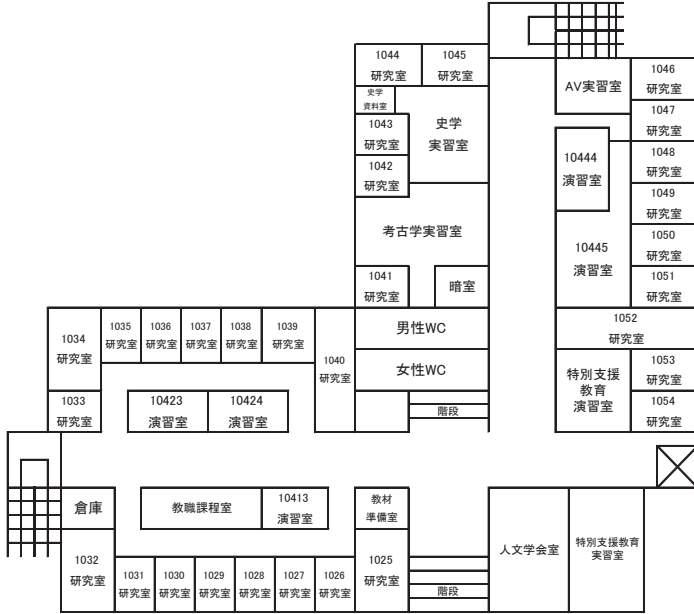 1044
研究室
1045
研究室
史学
資料室
1043
研究室
1042
研究室
史学
実習室
考古学実習室
1041
研究室
暗室
AV実習室
1046
研究室
1047
研究室
10444
演習室
1048
研究室
1049
研究室
10445
演習室
1050
研究室
1051
研究室
1052
研究室
特別支援
教育
演習室
1053
研究室
1054
研究室
1034
研究室
1035
研究室
1036
研究室
1037
研究室
1038
研究室
1039
研究室
1040
研究室
男性WC
女性WC
階段
1033
研究室
10423
演習室
10424
演習室
倉庫
教職課程室
10413
演習室
教材
準備室
1032
研究室
1031
研究室
1030
研究室
1029
研究室
1028
研究室
1027
研究室
1026
研究室
1025
研究室
階段
人文学会室
特別支援教育
実習室